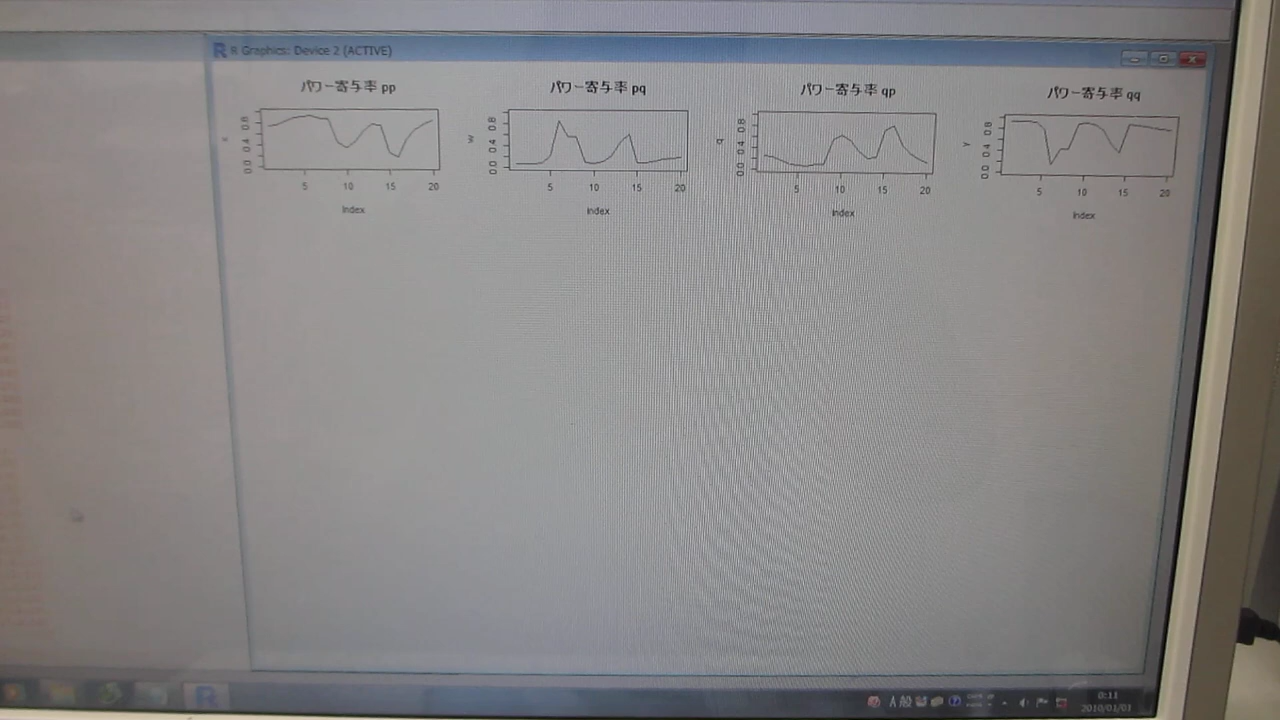 R Graphics: Device 2 (ACTIVE)
パワー寄与率 pp
x
0.0 0.4 0.8
5 10 15 20
Index
パワー寄与率 pq
w
0.0 0.4 0.8
5 10 15 20
Index
パワー寄与率 qp
q
0.0 0.4 0.8
5 10 15 20
Index
パワー寄与率 qq
y
0.0 0.4 0.8
5 10 15 20
Index
A 般
0:11
2010/01/01